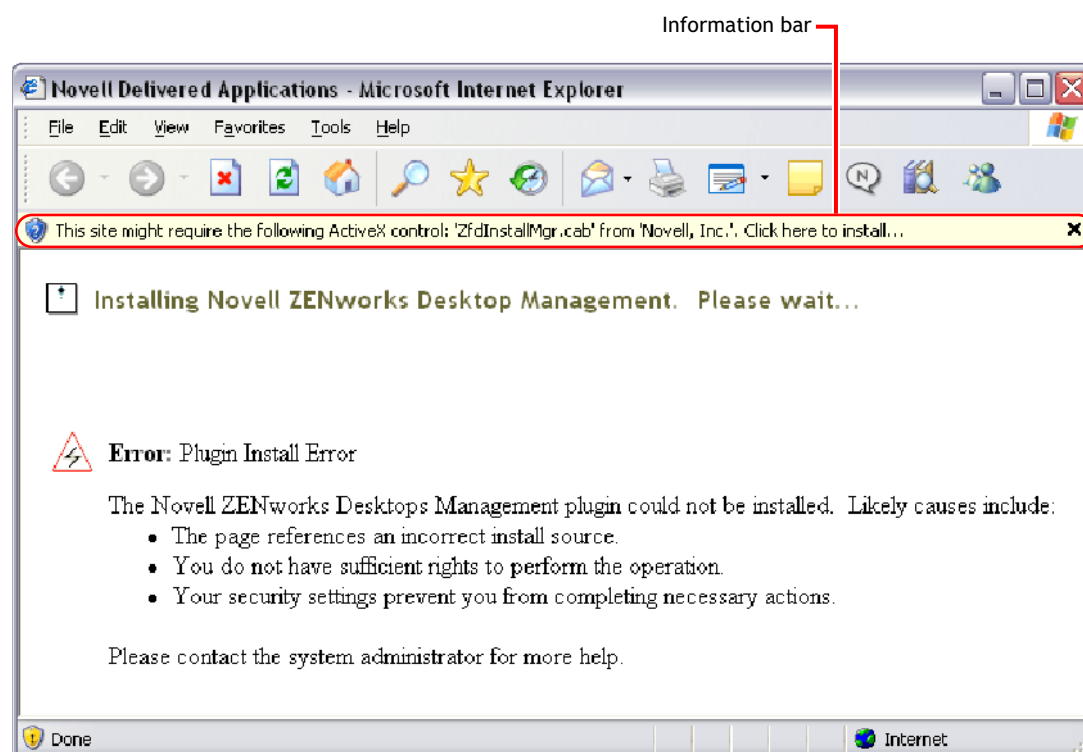 Information bar
Novell Delivered Applications - Microsoft Internet Explorer
File Edit View Favorites Tools Help
N
This site might require the following ActiveX control: 'ZfdInstallMgr.cab' from 'Novell, Inc.'. Click here to install...
Installing Novell ZENworks Desktop Management. Please wait...
Error: Plugin Install Error
The Novell ZENworks Desktops Management plugin could not be installed. Likely causes include:
• The page references an incorrect install source.
• You do not have sufficient rights to perform the operation.
• Your security settings prevent you from completing necessary actions.
Please contact the system administrator for more help.
Done Internet